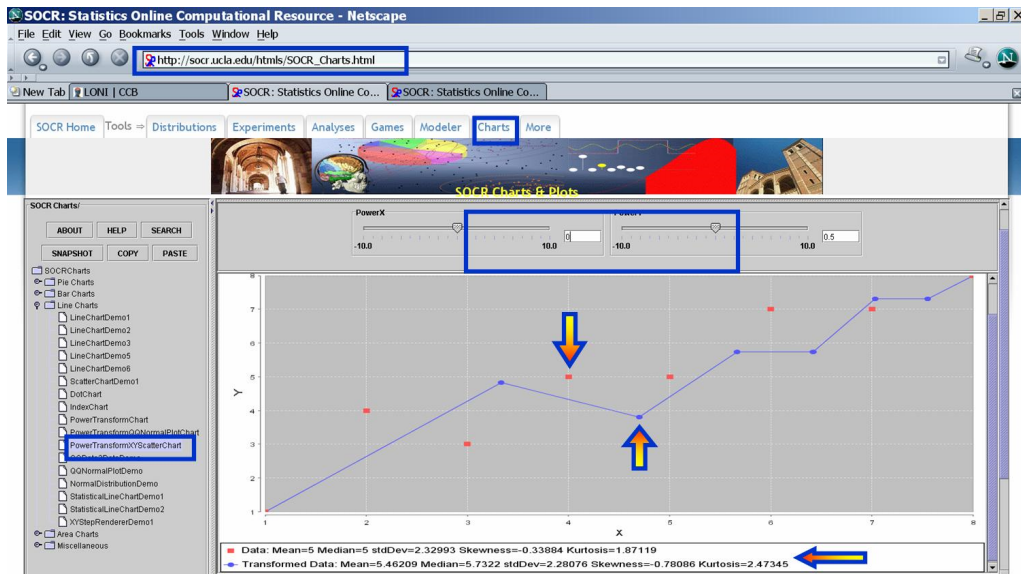 SOCR: Statistics Online Computational Resource - Netscape
File Edit View Go Bookmarks Tools Window Help
http://socr.ucla.edu/htmls/SOCR_Charts.html
New Tab LONI | CCB SOCR: Statistics Online Co... SOCR: Statistics Online Co...
SOCR Home Tools ⇒ Distributions Experiments Analyses Games Modeler Charts More
SOCR Charts & Plots
SOCR Charts/
ABOUT HELP SEARCH
SNAPSHOT COPY PASTE
SOCRCharts
Pie Charts
Bar Charts
Line Charts
LineChartDemo1
LineChartDemo2
LineChartDemo3
LineChartDemo5
LineChartDemo6
ScatterChartDemo1
DotChart
IndexChart
PowerTransformChart
PowerTransformQQNormalPlotChart
PowerTransformXYScatterChart
QQNormalPlotDemo
NormalDistributionDemo
StatisticalLineChartDemo1
StatisticalLineChartDemo2
XYStepRendererDemo1
Area Charts
Miscellaneous
PowerX
-10.0 10.0 0
-10.0 10.0 0.5
8
7
6
5
4
3
2
1
Y
1 2 3 4 5 6 7 8
X
Data: Mean=5 Median=5 stdDev=2.32993 Skewness=-0.33884 Kurtosis=1.87119
Transformed Data: Mean=5.46209 Median=5.7322 stdDev=2.28076 Skewness=-0.78086 Kurtosis=2.47345